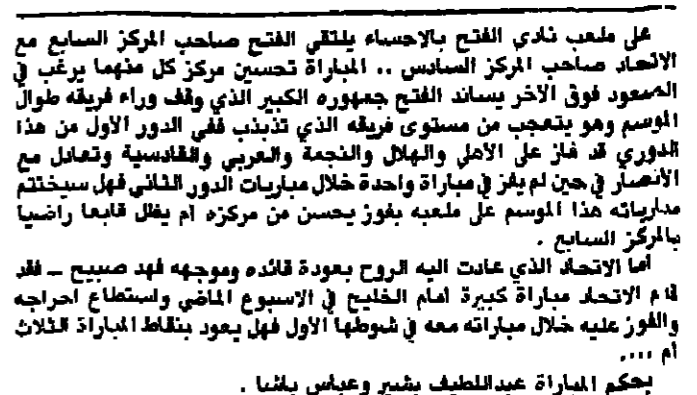 على ملعب نادي الفتح بالاحساء يلتقي الفتح صاحب المركز السابع مع
الاتحاد صاحب المركز السادس .. المباراة تحسين مركز كل منهما يرغب في
الصعود فوق الآخر يساند الفتح جمهوره الكبير الذي وقف وراء فريقه طوال
الموسم وهو يتعجب من مستوى فريقه الذي تذبذب ففي الدور الأول من هذا
الدوري قد فاز على الأهلي والهلال والنجمة والعربي والقادسية وتعادل مع
الأنصار في حين لم يفز في مباراة واحدة خلال مباريات الدور الثاني فهل سيختتم
مبارياته هذا الموسم على ملعبه بفوز يحسن من مركزه أم يظل قابعا راضيا
بالمركز السابع .
أما الاتحاد الذي عادت اليه الروح بعودة قائده وموجهه فهد صبيح ــ فقد
قام الاتحاد مباراة كبيرة امام الخليج في الاسبوع الماضي واستطاع احراجه
والفوز عليه خلال مباراته معه في شوطها الأول فهل يعود بنقاط المباراة الثلاث
أم ....
يحكم المباراة عبداللطيف بشير وعباس باشا .